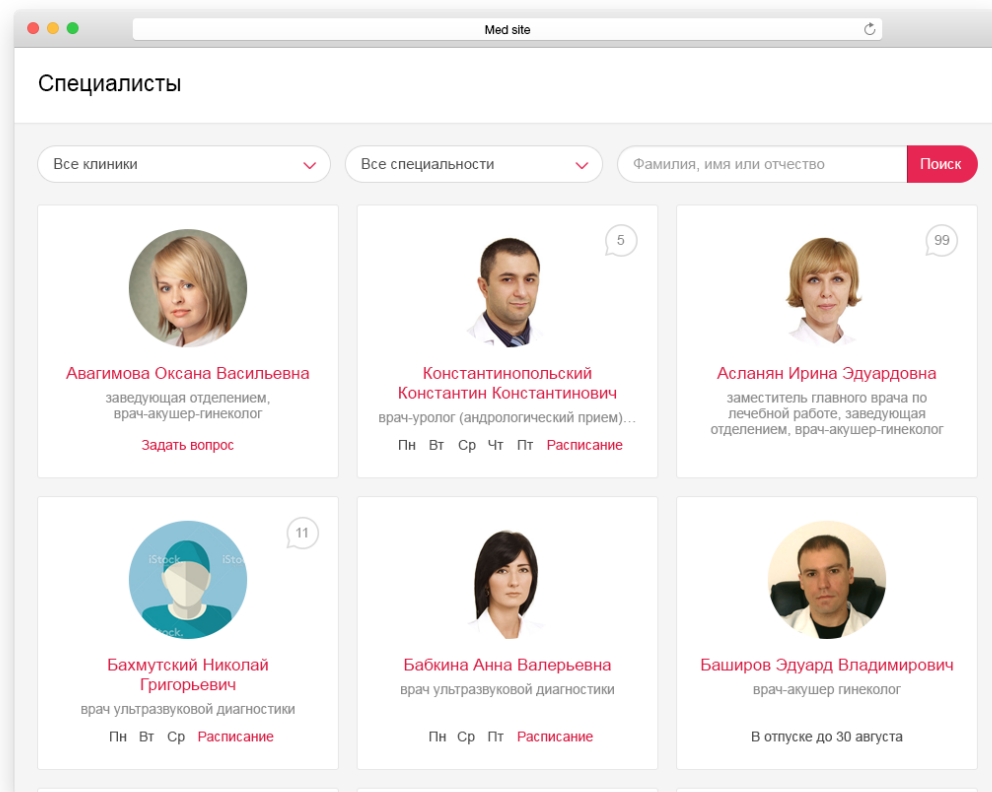 Med site
Специалисты
Все клиники
Все специальности
Фамилия, имя или отчество
Поиск
Авагимова Оксана Васильевна
заведующая отделением,
врач-акушер-гинеколог
Задать вопрос
5
Константинопольский
Константин Константинович
врач-уролог (андрологический прием)...
Пн Вт Ср Чт Пт Расписание
99
Асланян Ирина Эдуардовна
заместитель главного врача по
лечебной работе, заведующая
отделением, врач-акушер-гинеколог
11
iStock
iSto
ock.
Бахмутский Николай
Григорьевич
врач ультразвуковой диагностики
Пн Вт Ср Расписание
Бабкина Анна Валерьевна
врач ультразвуковой диагностики
Пн Ср Пт Расписание
Баширов Эдуард Владимирович
врач-акушер гинеколог
В отпуске до 30 августа